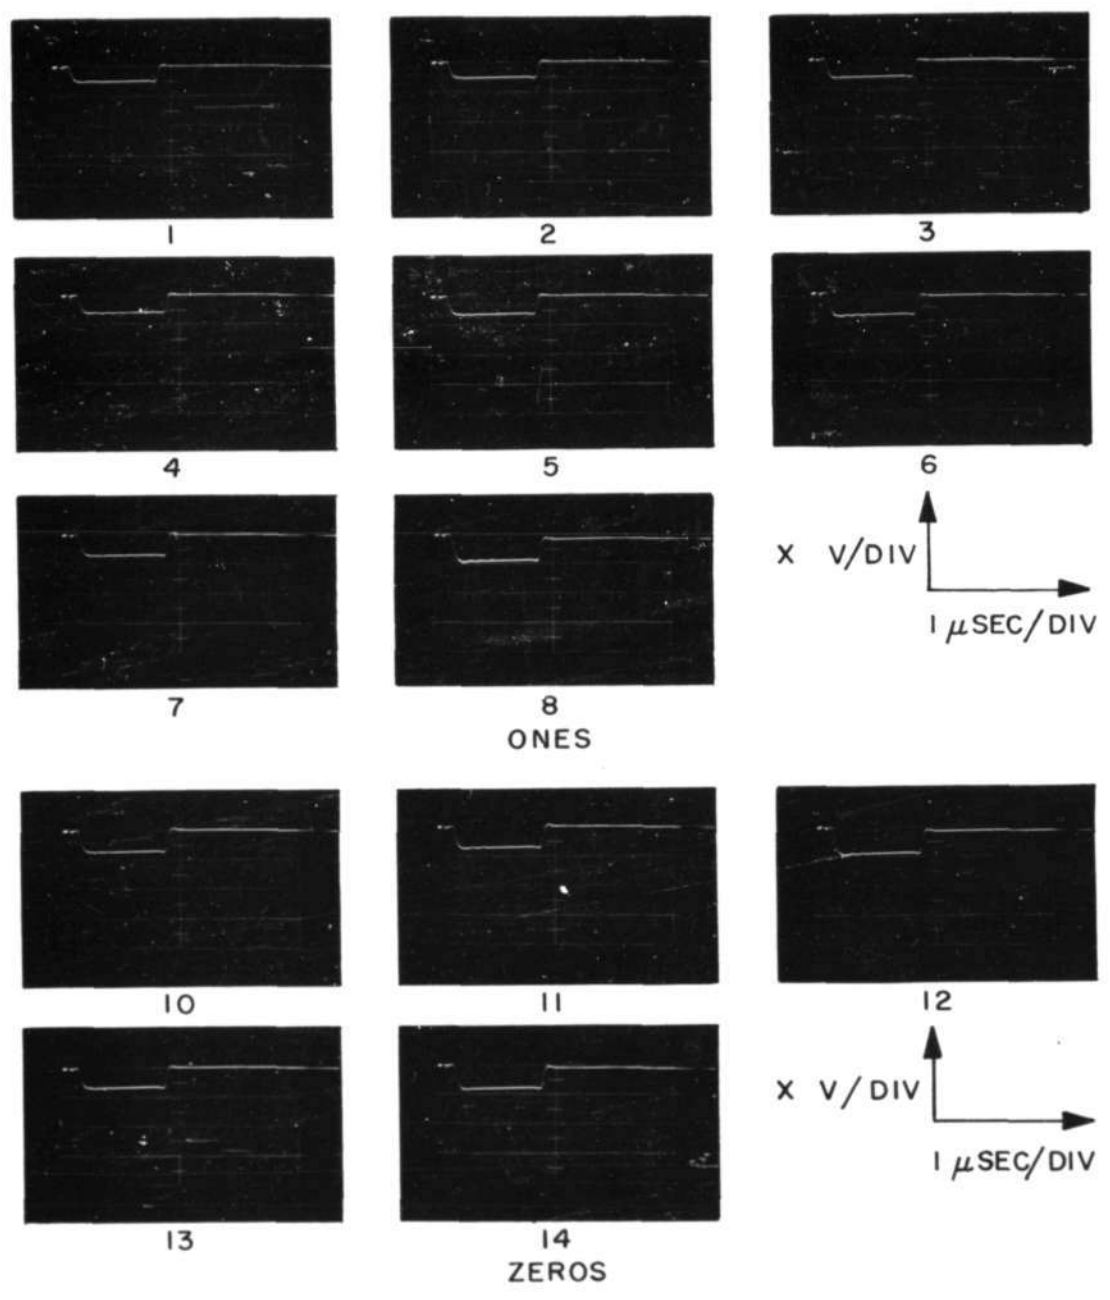 1 2 3
4 5 6
7 8
X V/DIV
1 μSEC/DIV
ONES
10 11 12
13 14
X V/DIV
1 μSEC/DIV
ZEROS